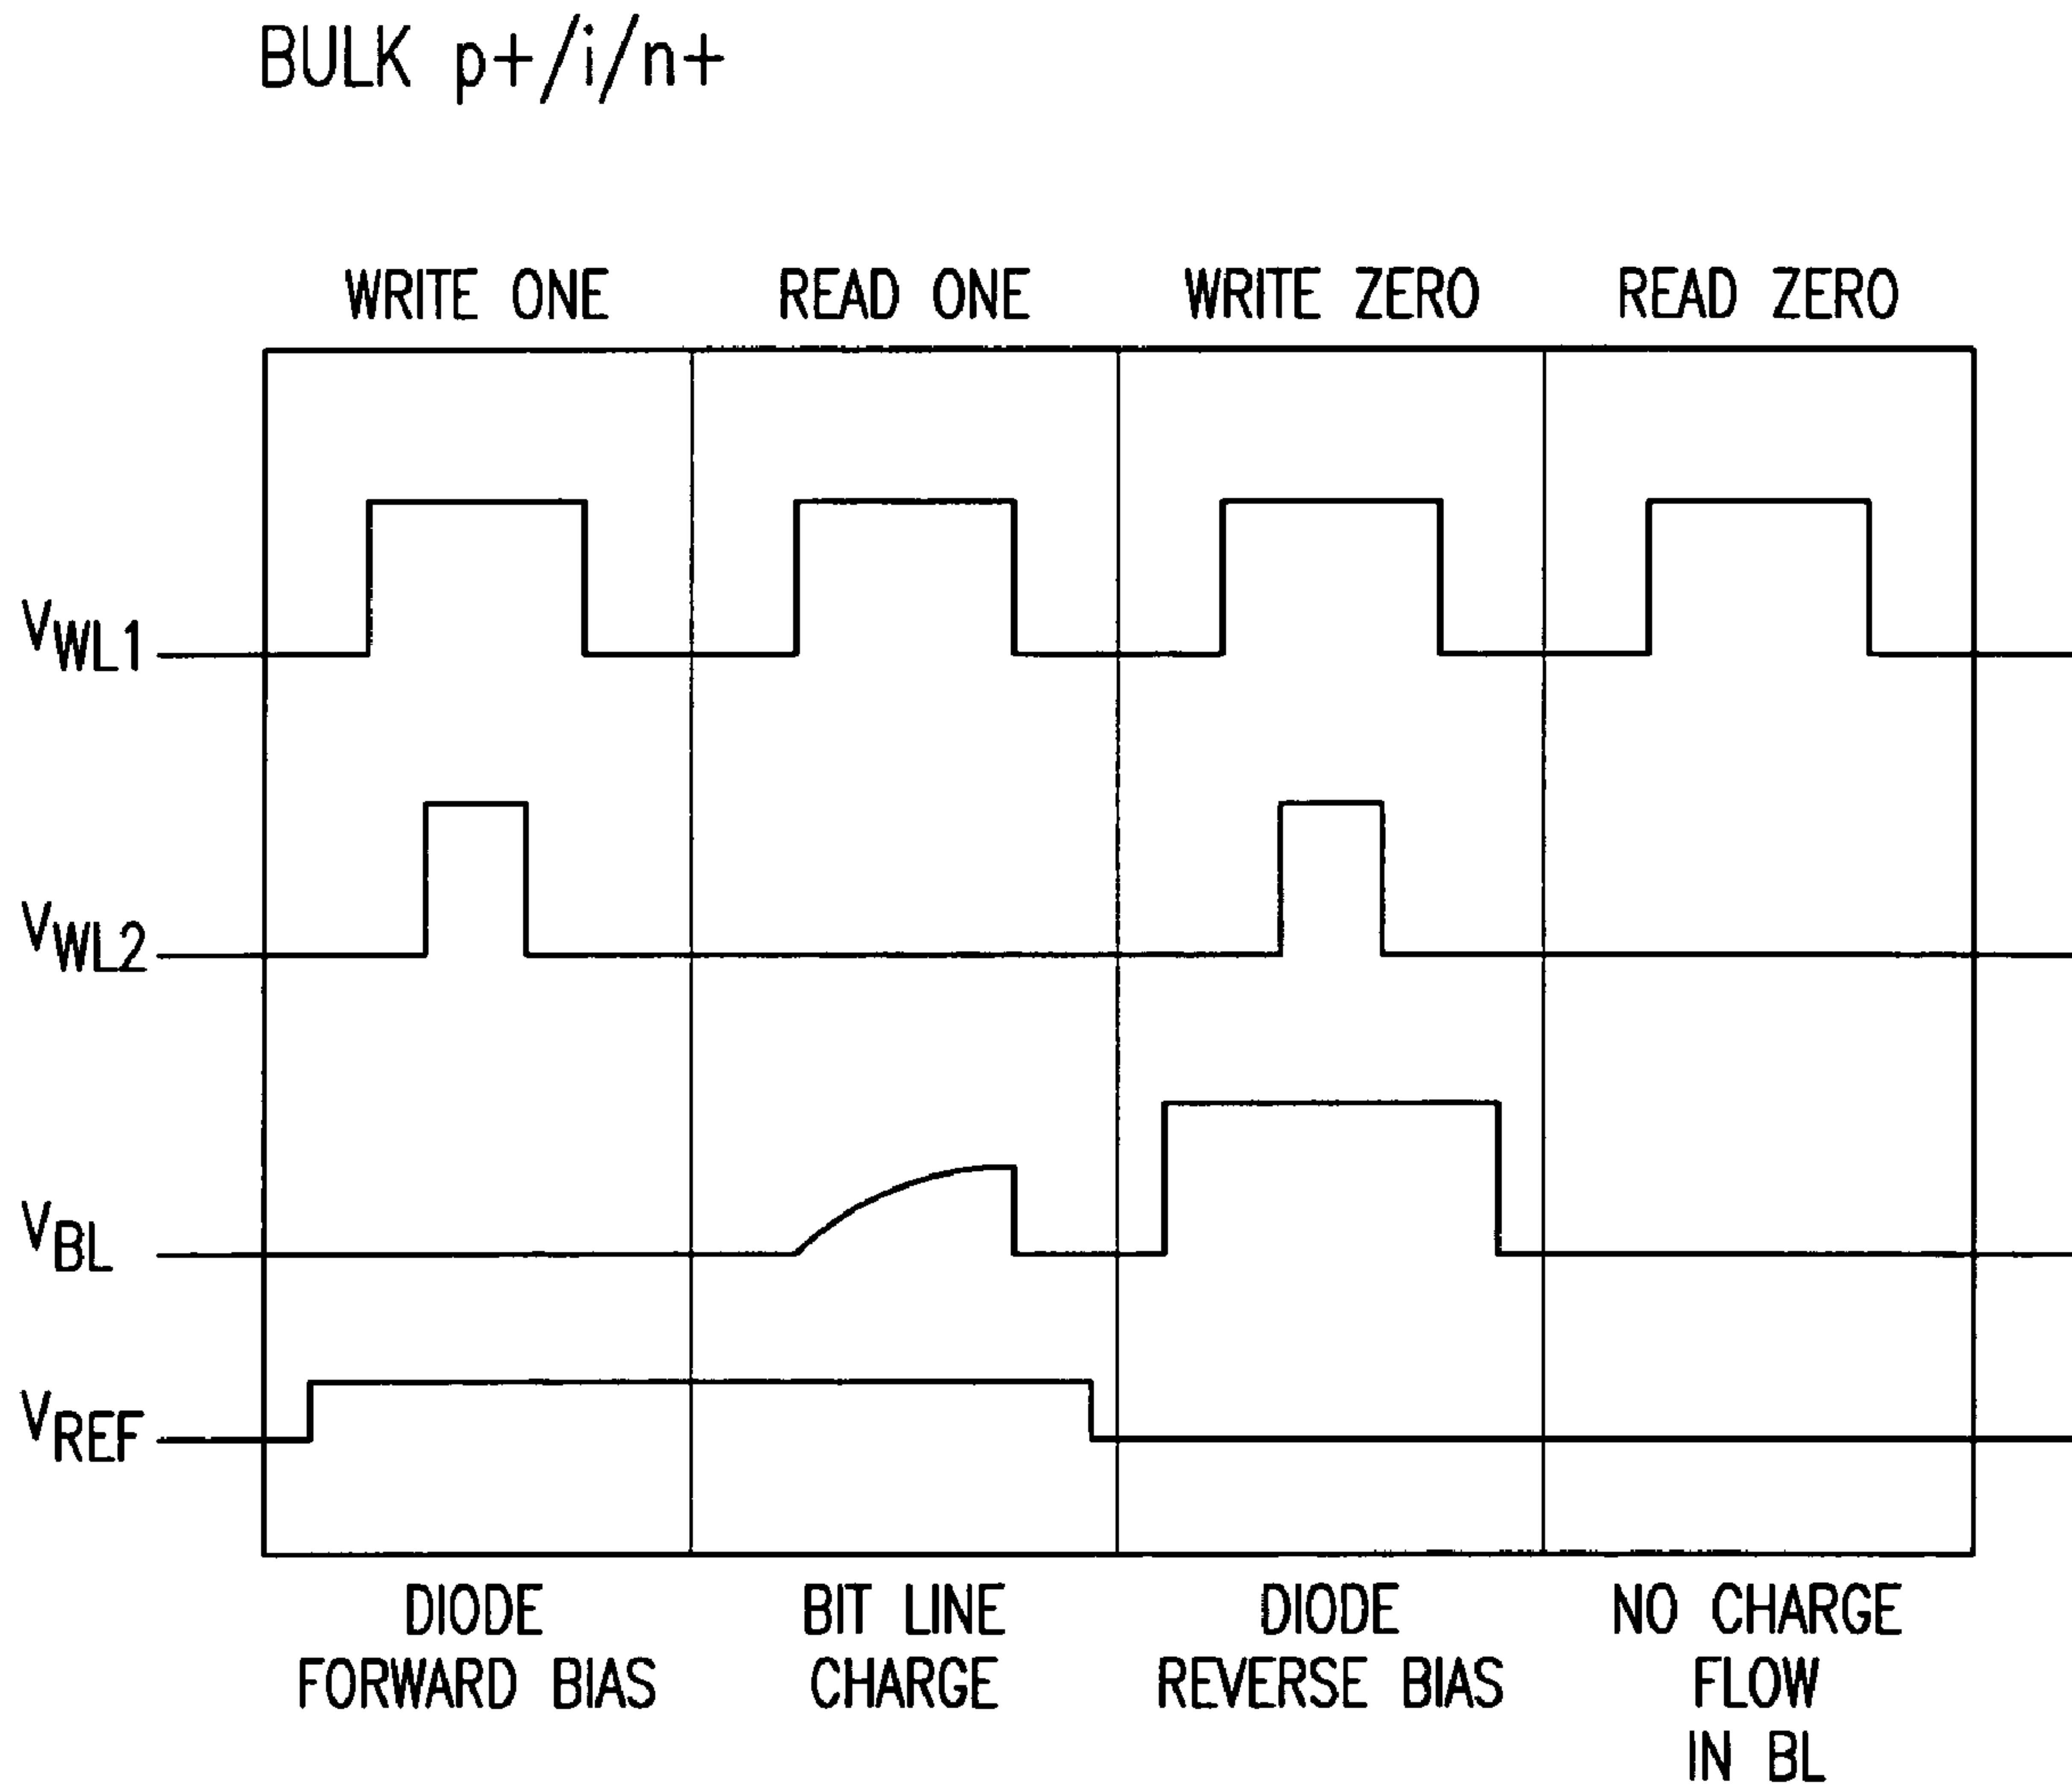 BULK p+/i/n+
WRITE ONE READ ONE WRITE ZERO READ ZERO
VWL1
VWL2
VBL
VREF
DIODE
FORWARD BIAS
BIT LINE
CHARGE
DIODE
REVERSE BIAS
NO CHARGE
FLOW
IN BL